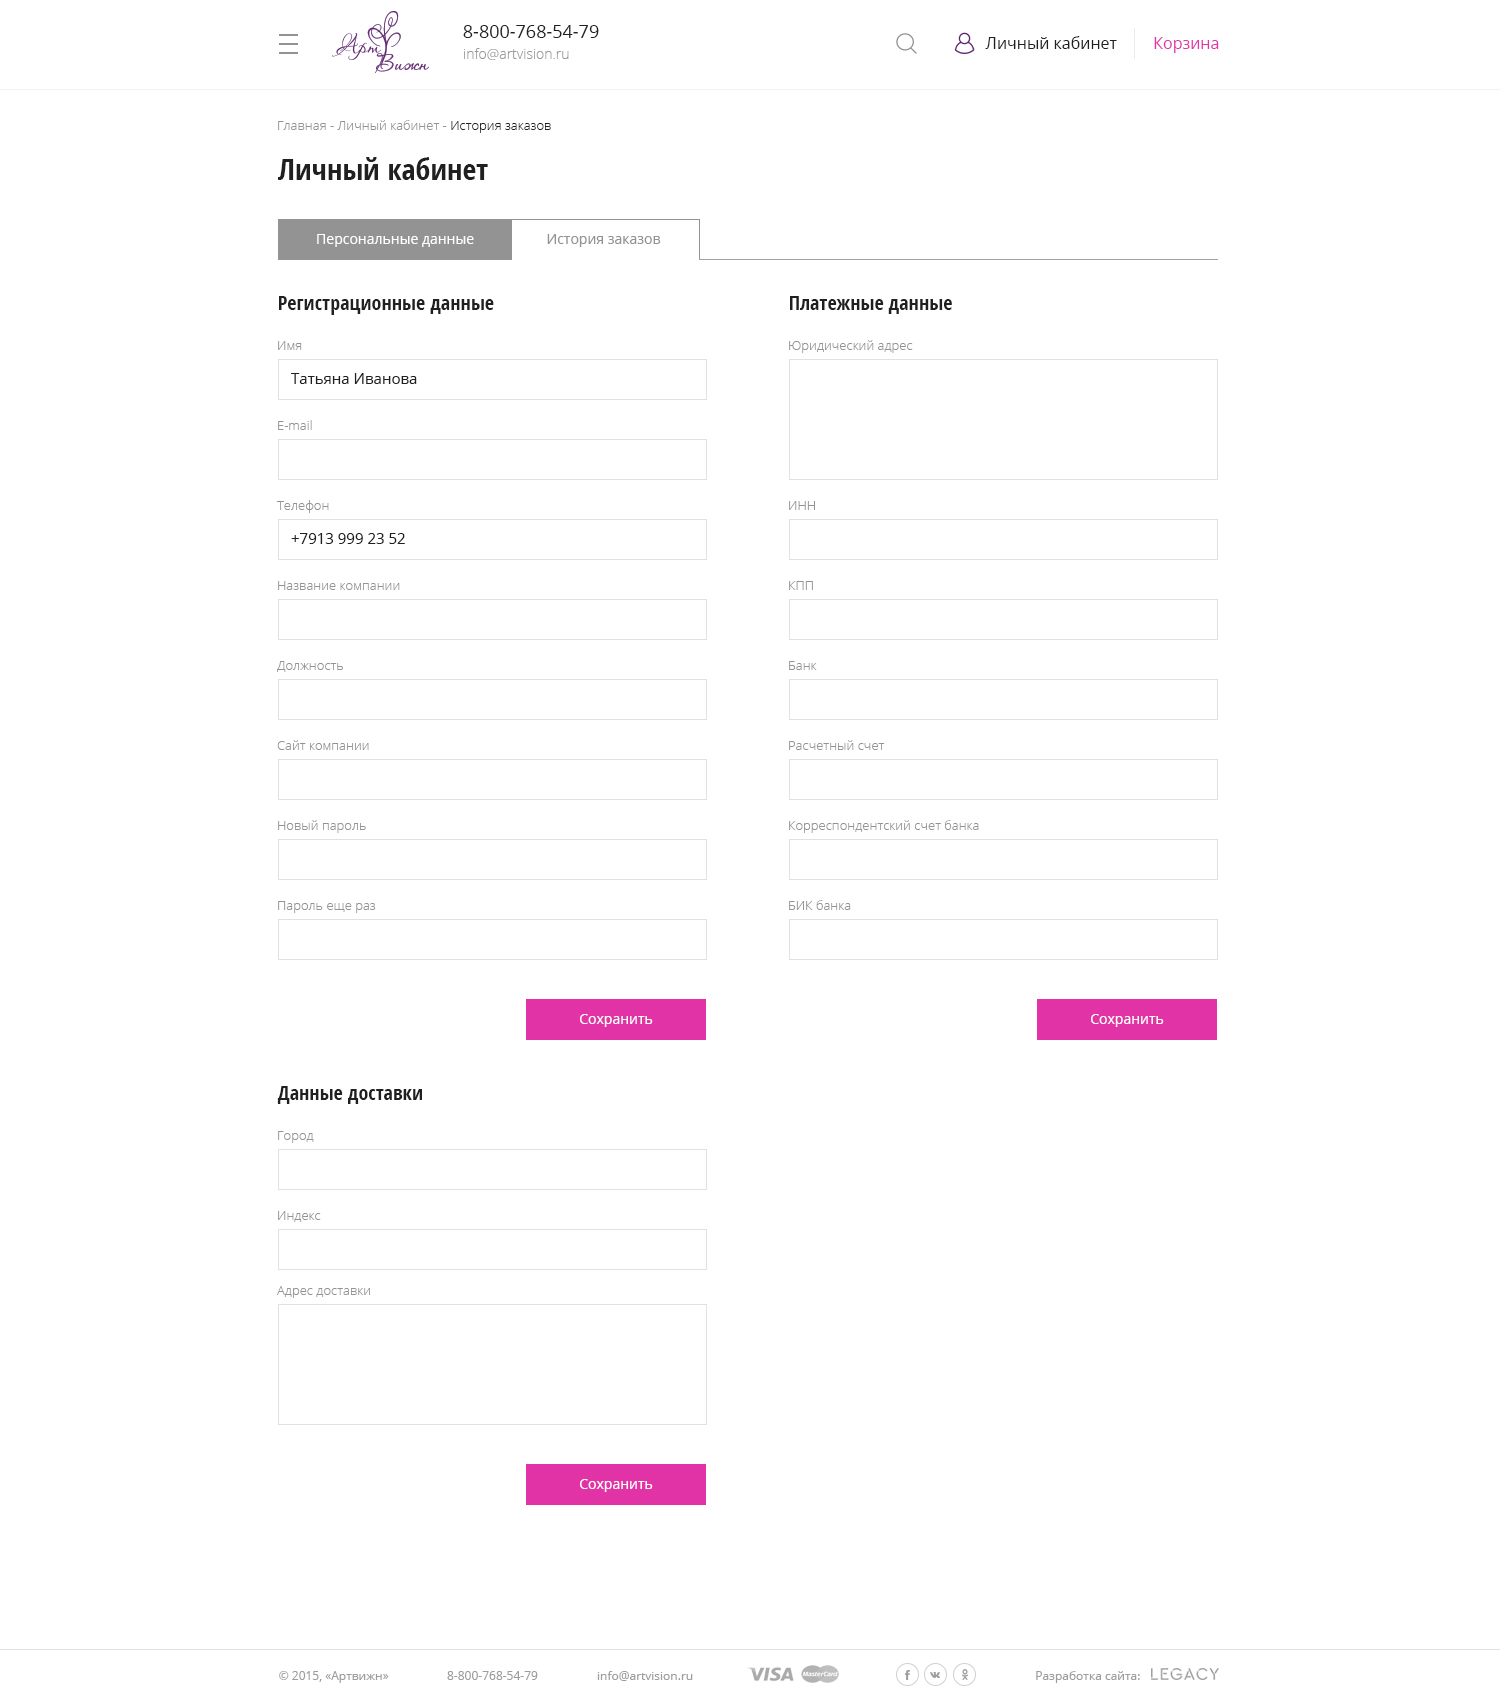 Арт
Вижн
8-800-768-54-79
info@artvision.ru
Личный кабинет
Корзина
Главная - Личный кабинет - История заказов
Личный кабинет
Персональные данные
История заказов
Регистрационные данные
Имя
Татьяна Иванова
E-mail
Телефон
+7913 999 23 52
Название компании
Должность
Сайт компании
Новый пароль
Пароль еще раз
Сохранить
Платежные данные
Юридический адрес
ИНН
КПП
Банк
Расчетный счет
Корреспондентский счет банка
БИК банка
Сохранить
Данные доставки
Город
Индекс
Адрес доставки
Сохранить
© 2015, «Артвижн»
8-800-768-54-79
info@artvision.ru
VISA
MasterCard
Разработка сайта:
LEGACY